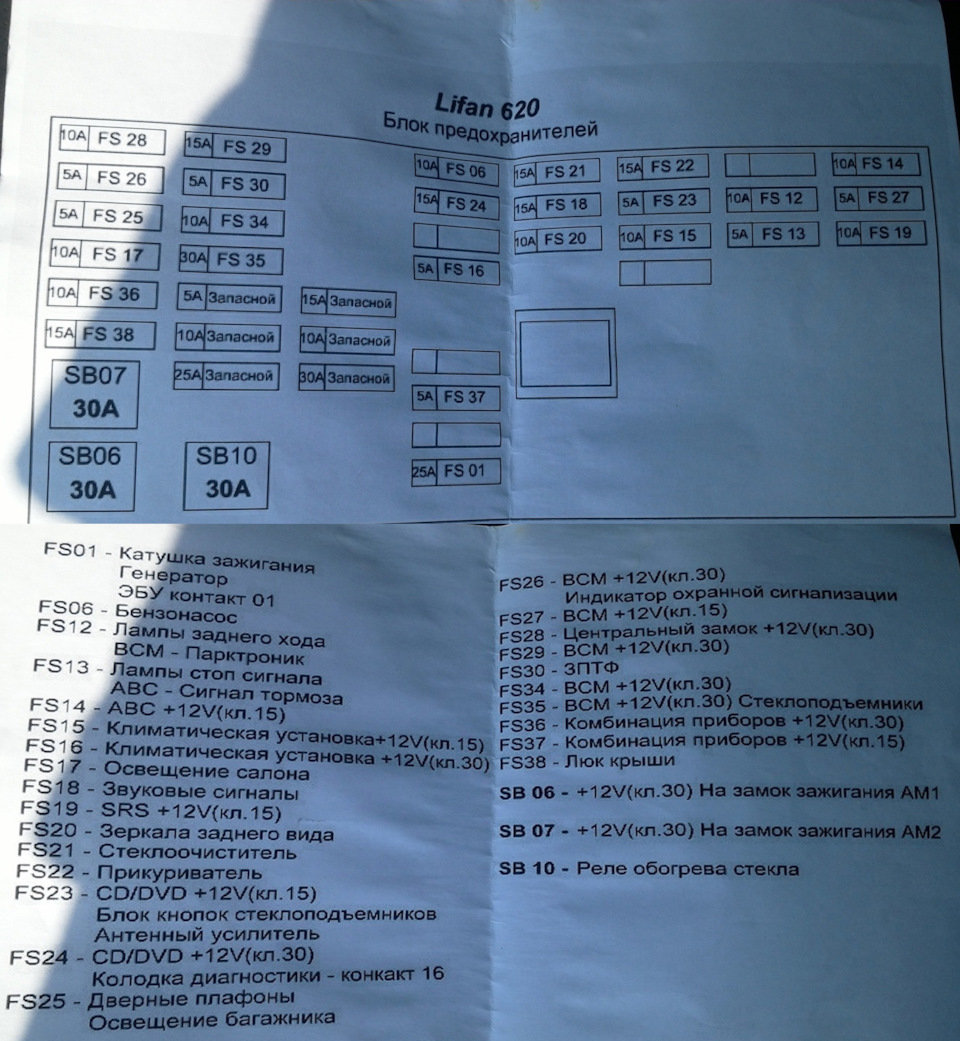 Lifan 620
Блок предохранителей
10A FS 28
15A FS 29
5A FS 26
5A FS 30
5A FS 25
10A FS 34
10A FS 17
30A FS 35
10A FS 36
5A Запасной
15A Запасной
15A FS 38
10A Запасной
10A Запасной
25A Запасной
30A Запасной
SB07
30A
SB06
30A
SB10
30A
10A FS 06
15A FS 21
15A FS 22
10A FS 14
15A FS 24
15A FS 18
5A FS 23
10A FS 12
5A FS 27
10A FS 20
10A FS 15
5A FS 13
10A FS 19
5A FS 16
5A FS 37
25A FS 01
FS01 - Катушка зажигания
Генератор
ЭБУ контакт 01
FS06 - Бензонасос
FS12 - Лампы заднего хода
BCM - Парктроник
FS13 - Лампы стоп сигнала
ABC - Сигнал тормоза
FS14 - ABC +12V(кл.15)
FS15 - Климатическая установка+12V(кл.15)
FS16 - Климатическая установка +12V(кл.30)
FS17 - Освещение салона
FS18 - Звуковые сигналы
FS19 - SRS +12V(кл.15)
FS20 - Зеркала заднего вида
FS21 - Стеклоочиститель
FS22 - Прикуриватель
FS23 - CD/DVD +12V(кл.15)
Блок кнопок стеклоподъемников
Антенный усилитель
FS24 - CD/DVD +12V(кл.30)
Колодка диагностики - конкакт 16
FS25 - Дверные плафоны
Освещение багажника
FS26 - BCM +12V(кл.30)
Индикатор охранной сигнализации
FS27 - BCM +12V(кл.15)
FS28 - Центральный замок +12V(кл.30)
FS29 - BCM +12V(кл.30)
FS30 - ЗПТФ
FS34 - BCM +12V(кл.30)
FS35 - BCM +12V(кл.30) Стеклоподъемники
FS36 - Комбинация приборов +12V(кл.30)
FS37 - Комбинация приборов +12V(кл.15)
FS38 - Люк крыши
SB 06 - +12V(кл.30) На замок зажигания AM1
SB 07 - +12V(кл.30) На замок зажигания AM2
SB 10 - Реле обогрева стекла